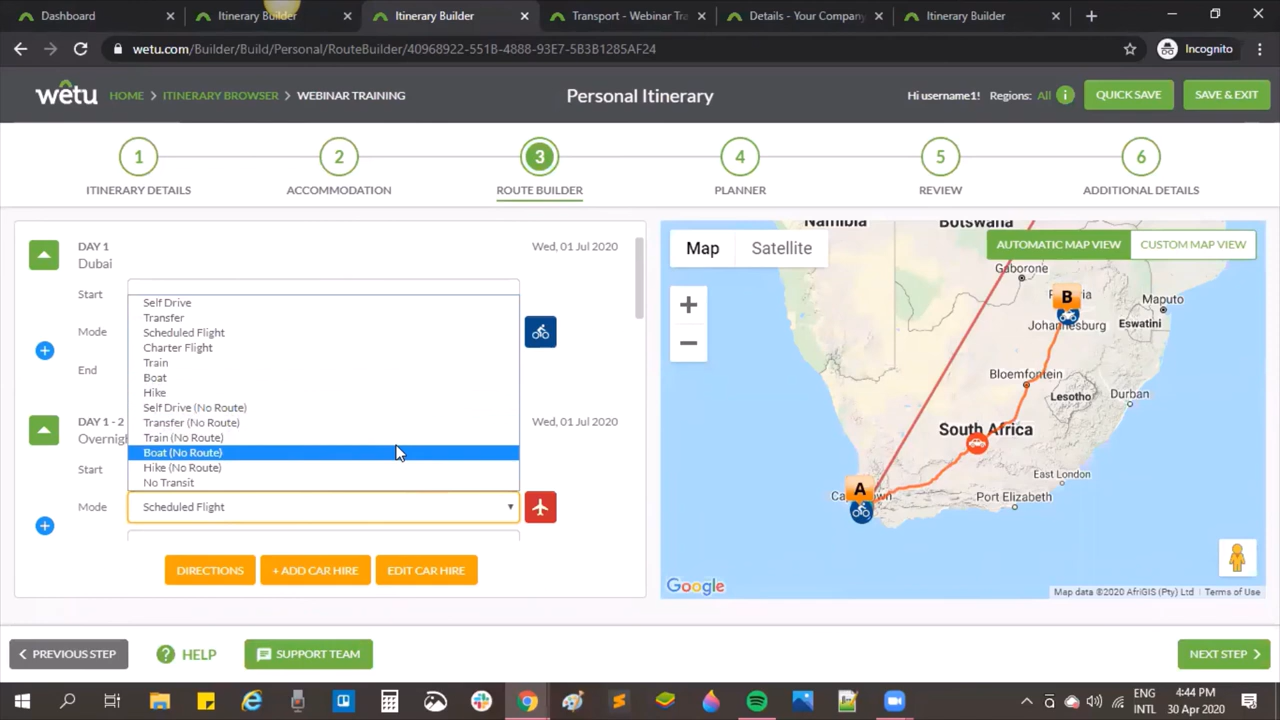 Dashboard
Itinerary Builder
Itinerary Builder
Transport - Webinar Tra
Details - Your Company
Itinerary Builder
wetu.com/Builder/Build/Personal/RouteBuilder/40968922-551B-4888-93E7-5B3B1285AF24
Incognito
wetu
HOME > ITINERARY BROWSER > WEBINAR TRAINING
Personal Itinerary
Hi username1! Regions: All i
QUICK SAVE
SAVE & EXIT
1
2
3
4
5
6
ITINERARY DETAILS
ACCOMMODATION
ROUTE BUILDER
PLANNER
REVIEW
ADDITIONAL DETAILS
DAY 1
Wed, 01 Jul 2020
Dubai
Start
Mode
End
DAY 1 - 2
Wed, 01 Jul 2020
Start
Mode
Self Drive
Transfer
Scheduled Flight
Charter Flight
Train
Boat
Hike
Self Drive (No Route)
Transfer (No Route)
Train (No Route)
Boat (No Route)
Hike (No Route)
No Transit
Scheduled Flight
DIRECTIONS
+ ADD CAR HIRE
EDIT CAR HIRE
Map
Satellite
AUTOMATIC MAP VIEW
CUSTOM MAP VIEW
Namibia
Botswana
Gaborone
B
Maputo
Johannesburg
Eswatini
Bloemfontein
Lesotho
Durban
South Africa
A
East London
Port Elizabeth
Google
Map data ©2020 AfriGIS (Pty) Ltd
Terms of Use
PREVIOUS STEP
? HELP
SUPPORT TEAM
NEXT STEP
ENG
INTL
4:44 PM
30 Apr 2020